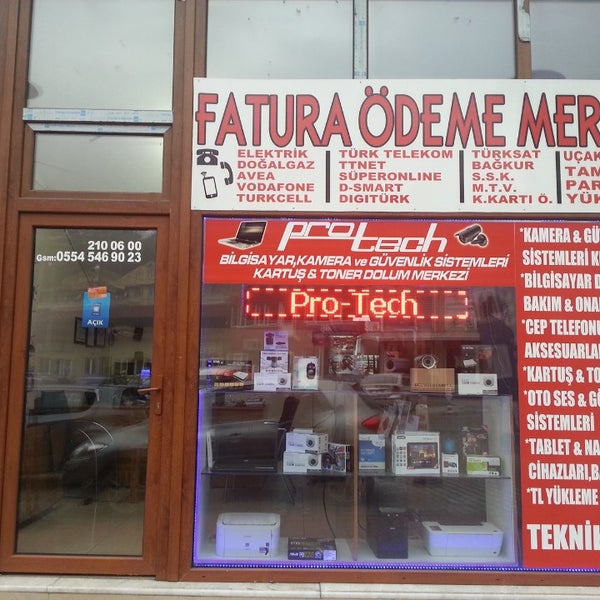 FATURA ÖDEME MER
ELEKTRİK
DOĞALGAZ
AVEA
VODAFONE
TURKCELL
TÜRK TELEKOM
TTNET
SÜPERONLINE
D-SMART
DIGITÜRK
TÜRKSAT
BAĞKUR
S.S.K.
M.T.V.
K.KARTI Ö.
UÇAK
TAM
PAR
YÜK
210 06 00
Gsm:0554 546 90 23
AÇIK
pro tech
BİLGİSAYAR,KAMERA ve GÜVENLİK SİSTEMLERİ
KARTUŞ & TONER DOLUM MERKEZİ
Pro-Tech
*KAMERA & GÜ
SİSTEMLERİ K
*BİLGİSAYAR D
BAKIM & ONA
*CEP TELEFONU
AKSESUARLA
*KARTUŞ & TO
*OTO SES & G
SİSTEMLERİ
*TABLET & NA
CİHAZLARI,BA
*TL YÜKLEME
TEKNİK